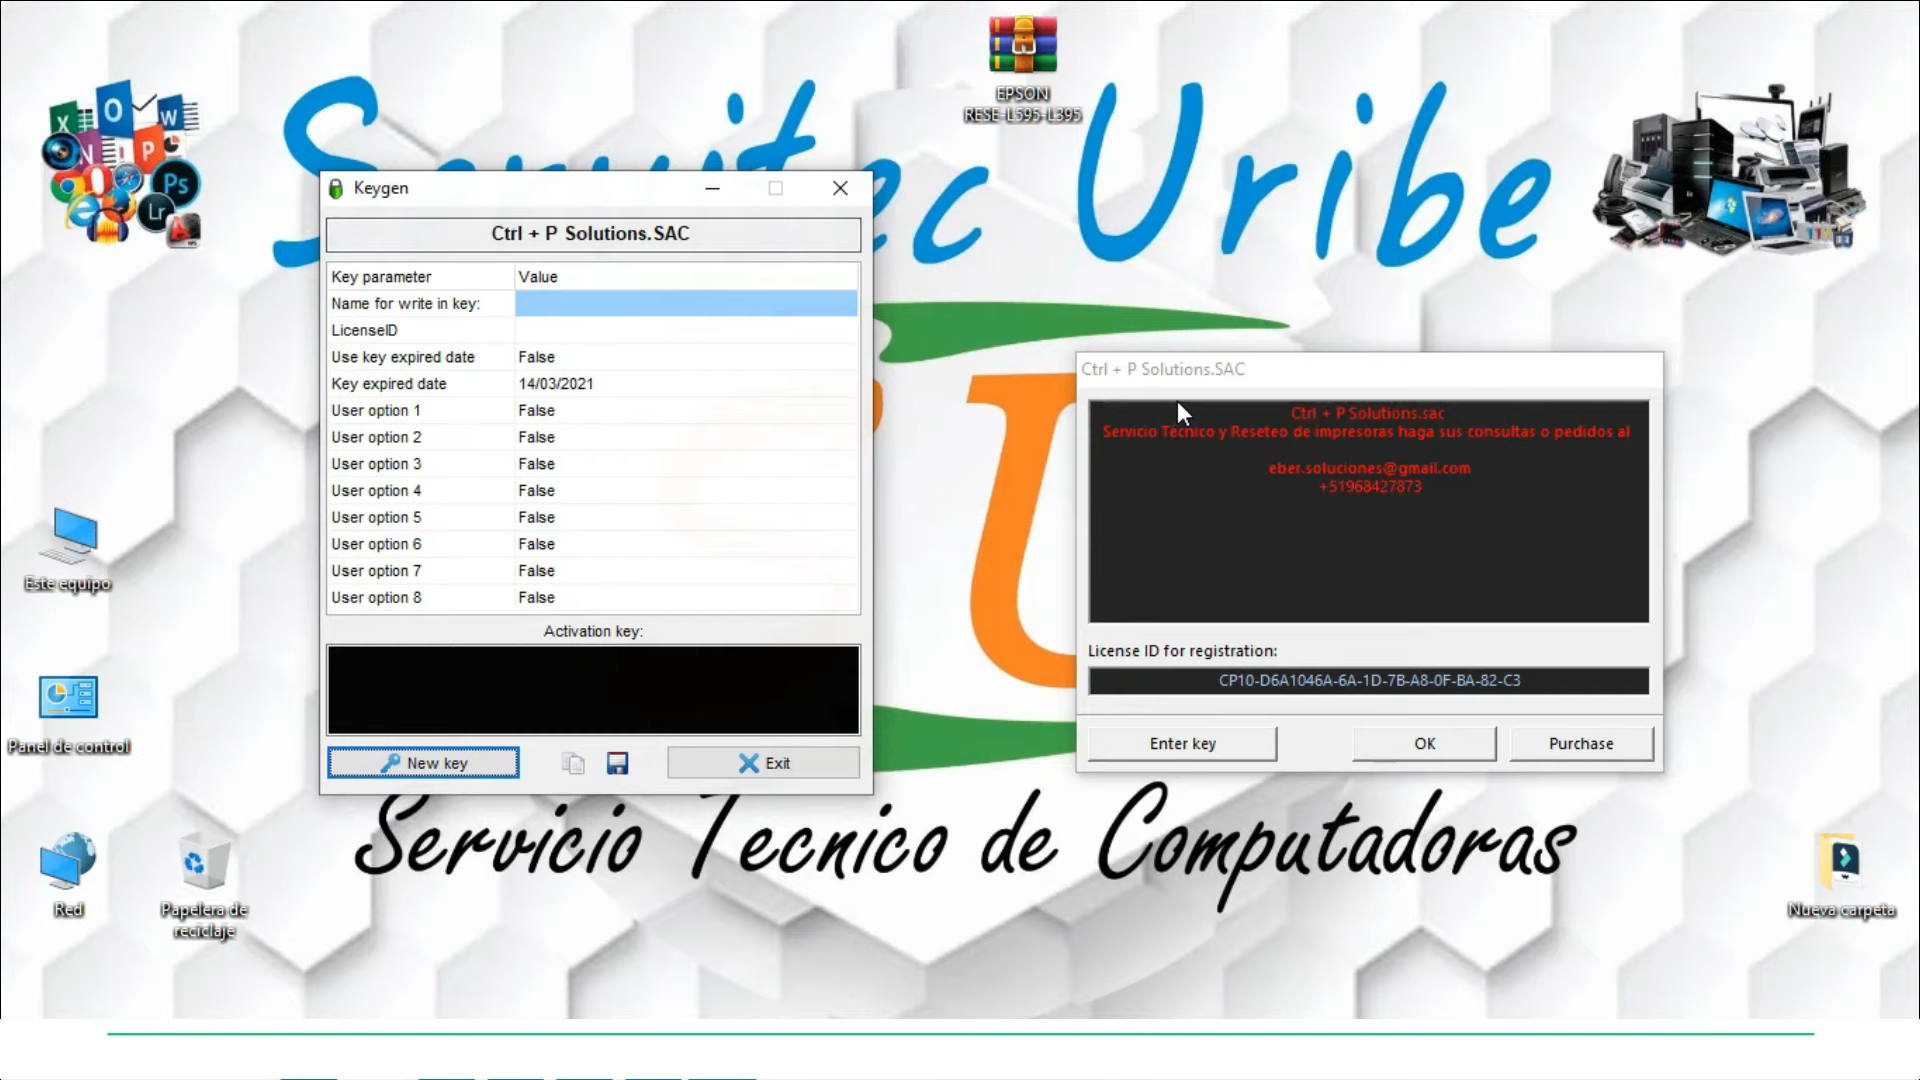 EPSON
RESE-L595-L395
Servitec Uribe
Keygen
Ctrl + P Solutions.SAC
Key parameter Value
Name for write in key:
LicenseID
Use key expired date False
Key expired date 14/03/2021
User option 1 False
User option 2 False
User option 3 False
User option 4 False
User option 5 False
User option 6 False
User option 7 False
User option 8 False
Activation key:
New key Exit
Ctrl + P Solutions.SAC
Ctrl + P Solutions.sac
Servicio Técnico y Reseteo de impresoras haga sus consultas o pedidos al
eber.soluciones@gmail.com
+51968427873
License ID for registration:
CP10-D6A1046A-6A-1D-7B-A8-0F-BA-82-C3
Enter key OK Purchase
Servicio Tecnico de Computadoras
Este equipo
Panel de control
Red
Papelera de
reciclaje
Nueva carpeta
X
O
W
N
P
Ps
Lr